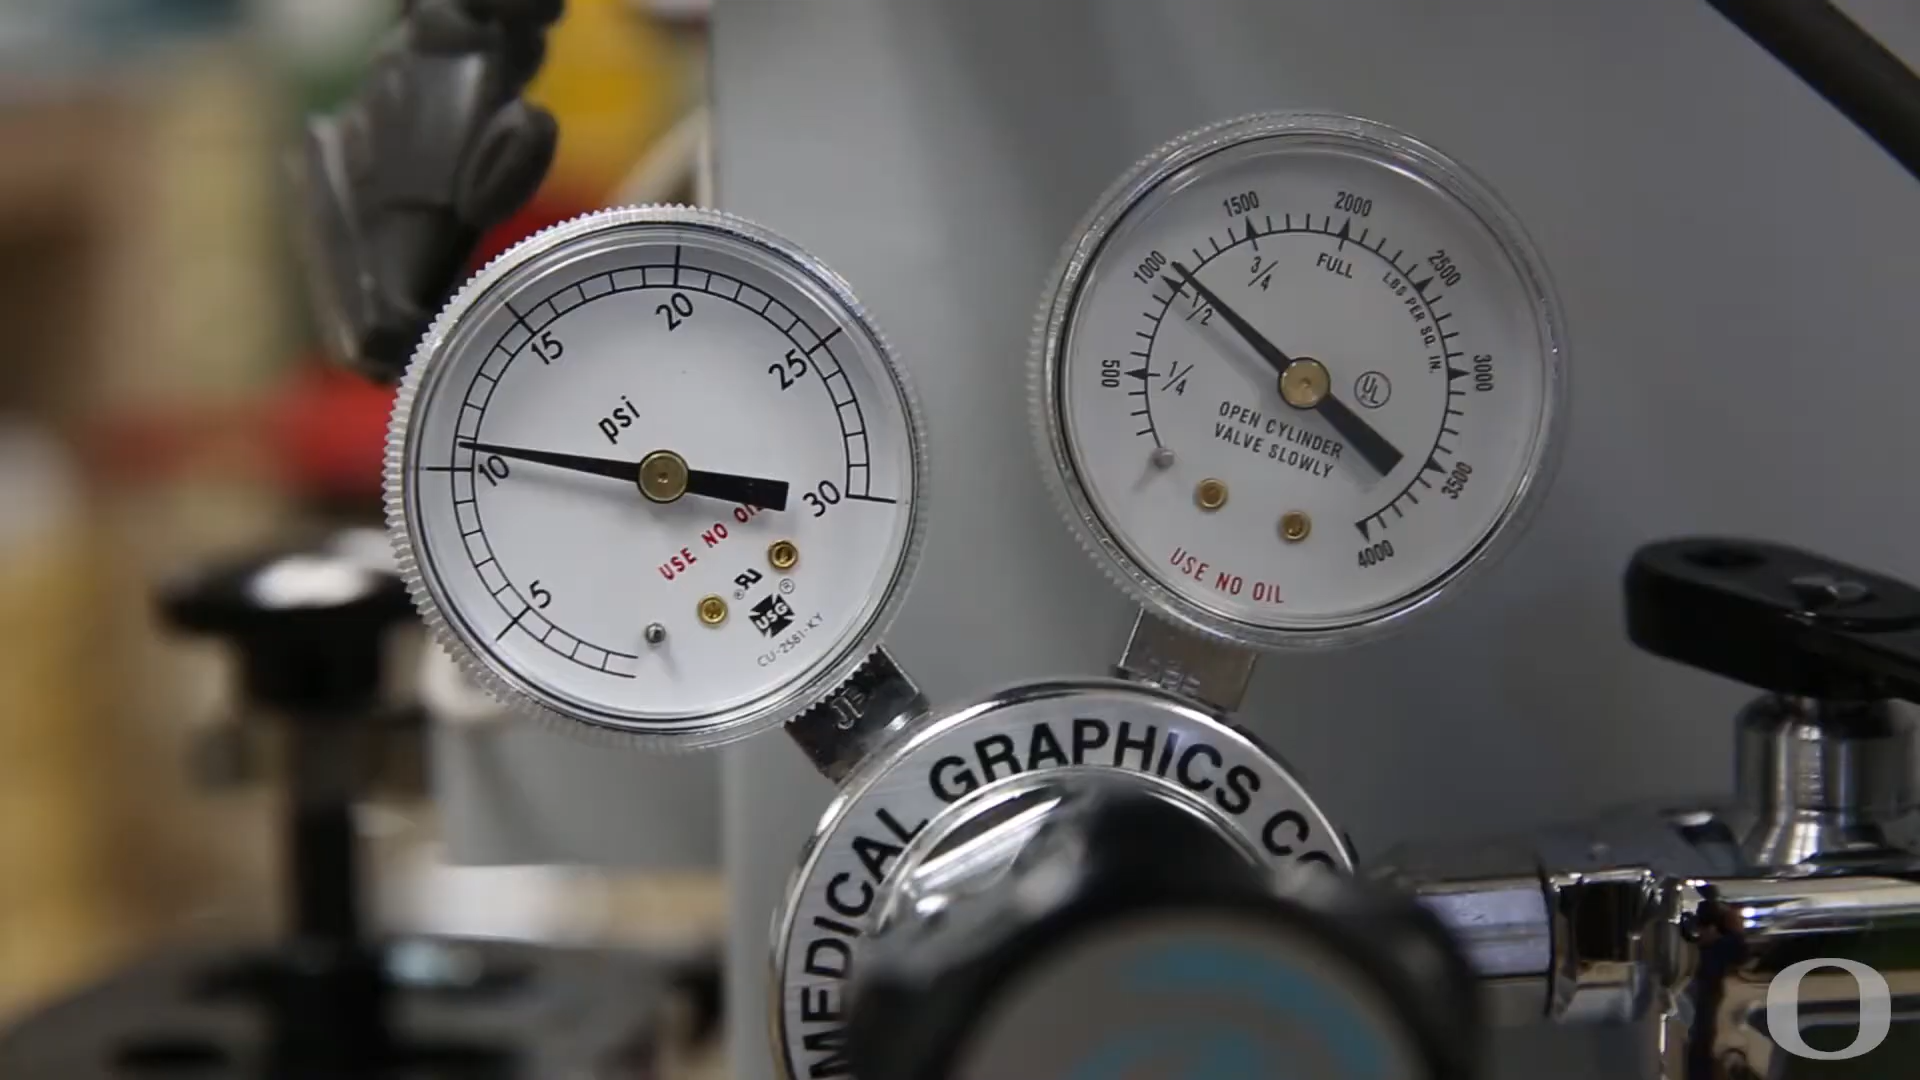 5
10
15
20
25
30
psi
USE NO OIL
USG
®
CU-2581-KY
JP
500
1000
1500
2000
2500
3000
3500
4000
1/4
1/2
3/4
FULL
LBS PER SQ. IN.
UL
OPEN CYLINDER
VALVE SLOWLY
USE NO OIL
MEDICAL GRAPHICS CO
O